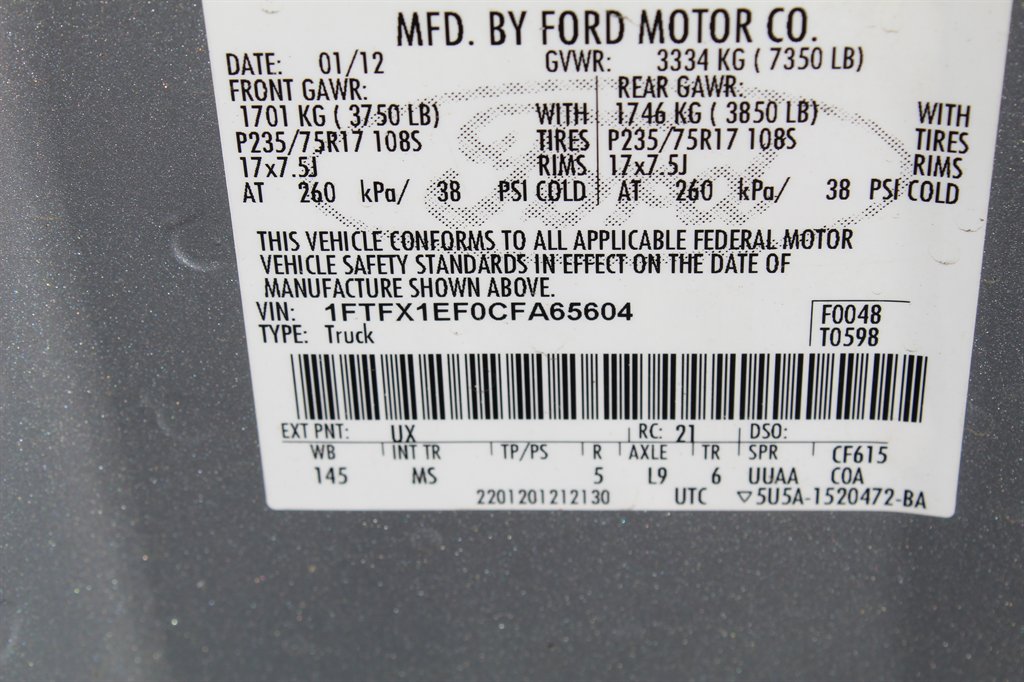 MFD. BY FORD MOTOR CO.
DATE: 01/12 GVWR: 3334 KG ( 7350 LB)
FRONT GAWR: REAR GAWR:
1701 KG ( 3750 LB) WITH 1746 KG ( 3850 LB) WITH
P235/75R17 108S TIRES P235/75R17 108S TIRES
17x7.5J RIMS 17x7.5J RIMS
AT 260 kPa/ 38 PSI COLD AT 260 kPa/ 38 PSI COLD
Ford
THIS VEHICLE CONFORMS TO ALL APPLICABLE FEDERAL MOTOR
VEHICLE SAFETY STANDARDS IN EFFECT ON THE DATE OF
MANUFACTURE SHOWN ABOVE.
VIN: 1FTFX1EF0CFA65604 F0048
TYPE: Truck T0598
EXT PNT: UX RC: 21 DSO:
WB INT TR TP/PS R AXLE TR SPR CF615
145 MS 5 L9 6 UUAA COA
2201201212130 UTC ▽5U5A-1520472-BA